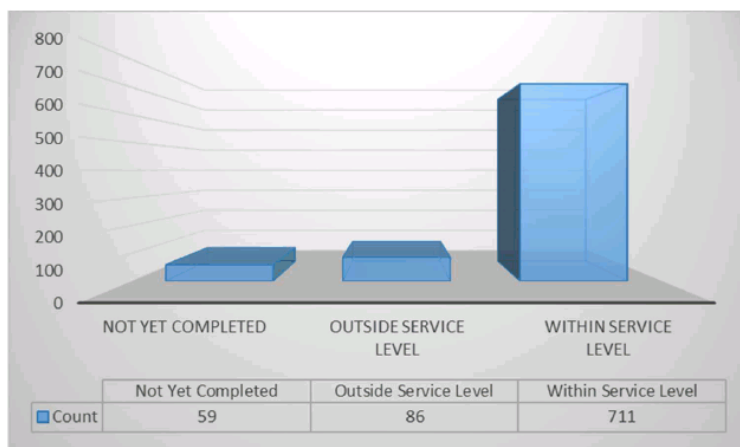 800
700
600
500
400
300
200
100
0
NOT YET COMPLETED
OUTSIDE SERVICE
LEVEL
WITHIN SERVICE
LEVEL
Not Yet Completed Outside Service Level Within Service Level
Count 59 86 711